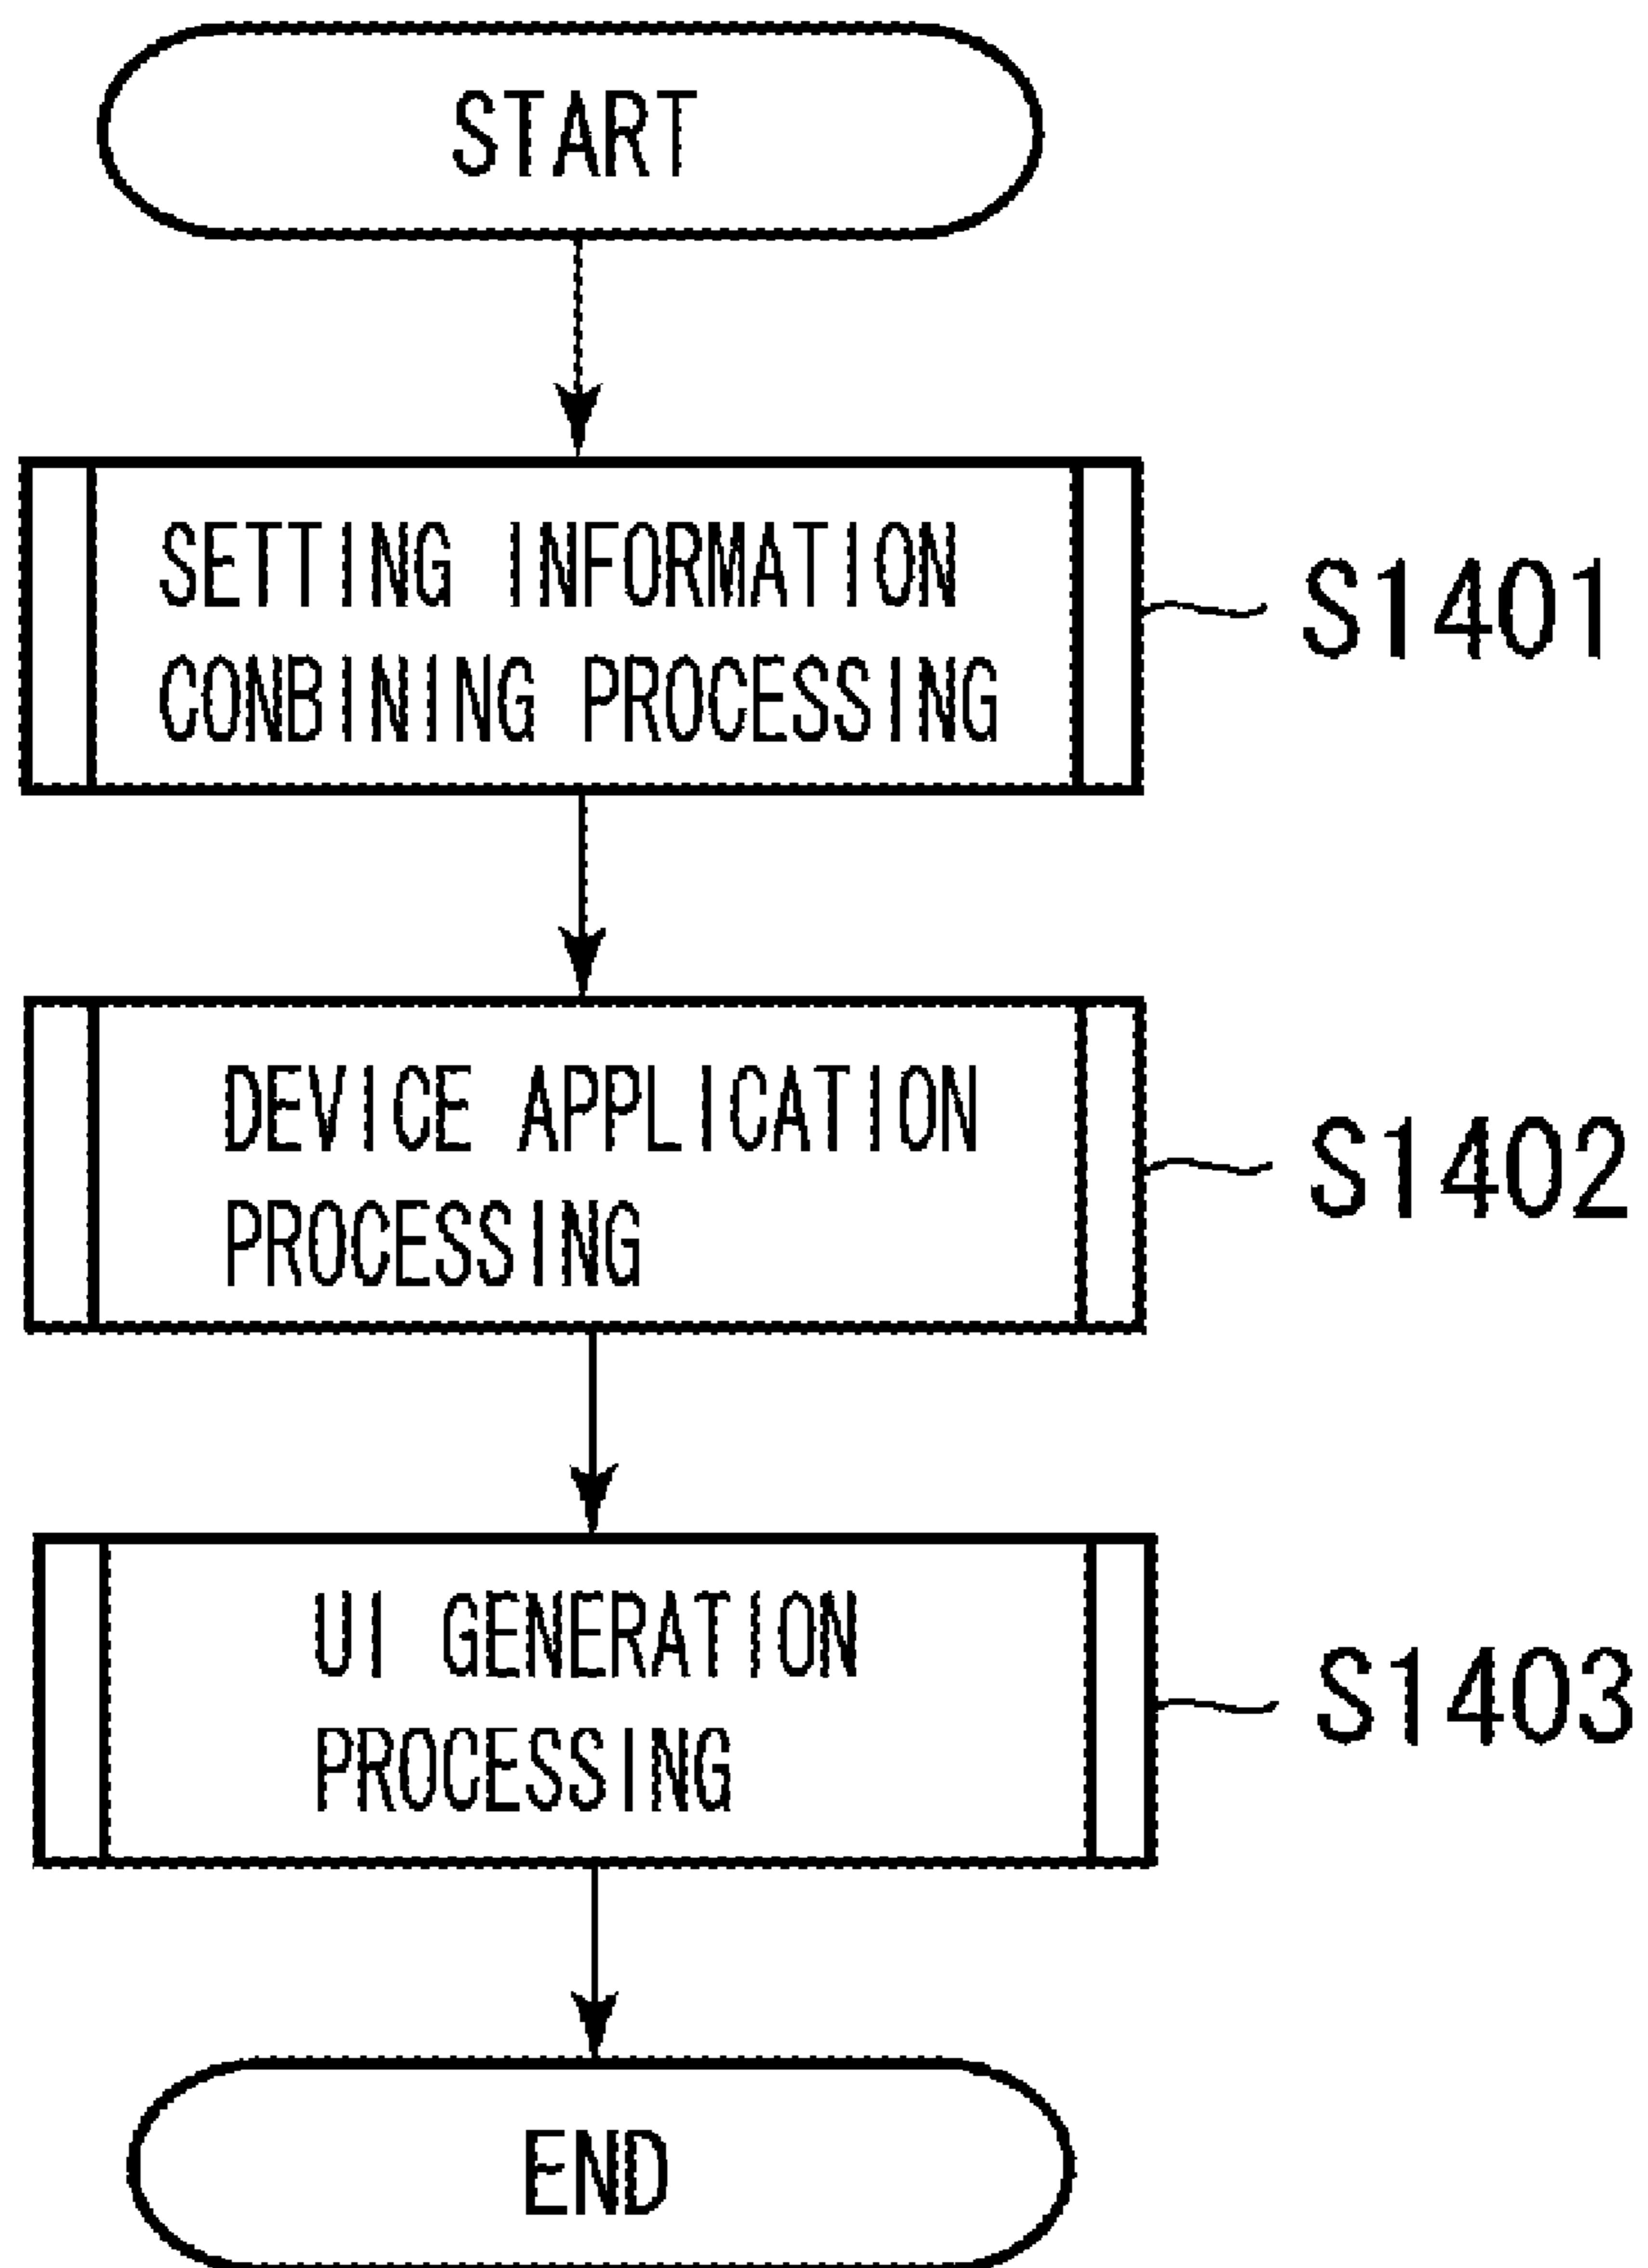 START
SETTING INFORMATION
CONBINING PROCESSING
S1401
DEVICE APPLICATION
PROCESSING
S1402
UI GENERATION
PROCESSING
S1403
END